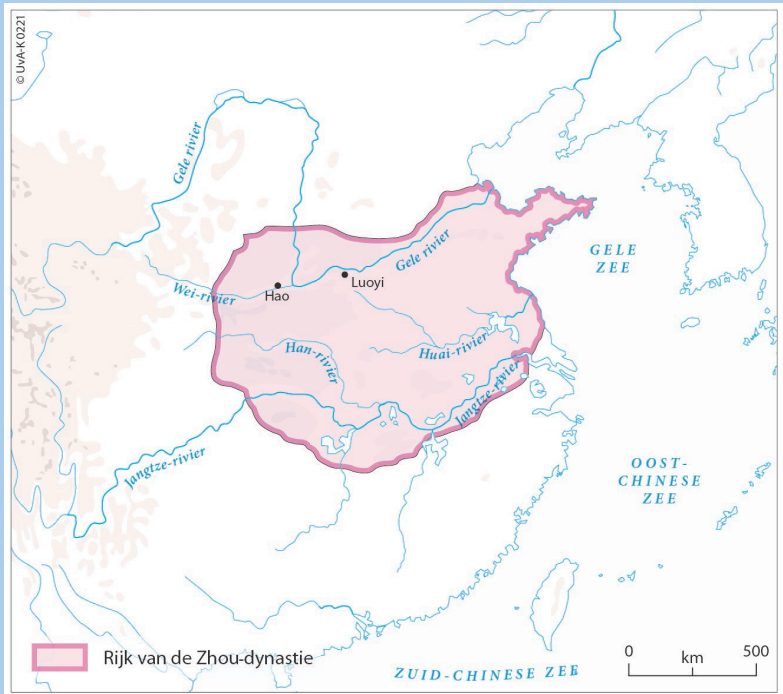 © UvA-K 0221
Gele rivier
Gele rivier
GELE
ZEE
Luoyi
Hao
Wei-rivier
Han-rivier
Huai-rivier
Jangtze-rivier
Jangtze-rivier
OOST-
CHINESE
ZEE
Rijk van de Zhou-dynastie
ZUID-CHINESE ZEE
0 km 500